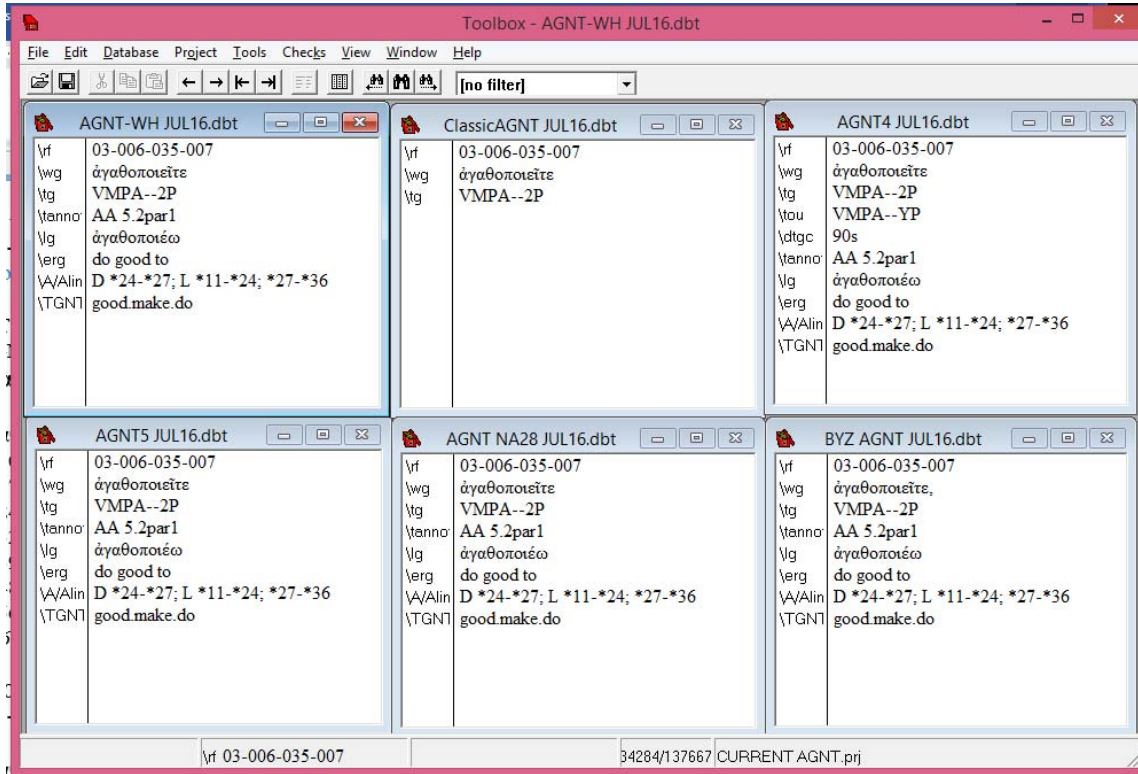 Toolbox - AGNT-WH JUL16.dbt
File Edit Database Project Tools Checks View Window Help
[no filter]
AGNT-WH JUL16.dbt
\rf 03-006-035-007
\wg ἀγαθοποιεῖτε
\tg VMPA--2P
\tanno AA 5.2par1
\lg ἀγαθοποιέω
\erg do good to
\A/Alin D *24-*27; L *11-*24; *27-*36
\TGNT good.make.do
ClassicAGNT JUL16.dbt
\rf 03-006-035-007
\wg ἀγαθοποιεῖτε
\tg VMPA--2P
AGNT4 JUL16.dbt
\rf 03-006-035-007
\wg ἀγαθοποιεῖτε
\tg VMPA--2P
\tou VMPA--YP
\dtgc 90s
\tanno AA 5.2par1
\lg ἀγαθοποιέω
\erg do good to
\A/Alin D *24-*27; L *11-*24; *27-*36
\TGNT good.make.do
AGNT5 JUL16.dbt
\rf 03-006-035-007
\wg ἀγαθοποιεῖτε
\tg VMPA--2P
\tanno AA 5.2par1
\lg ἀγαθοποιέω
\erg do good to
\A/Alin D *24-*27; L *11-*24; *27-*36
\TGNT good.make.do
AGNT NA28 JUL16.dbt
\rf 03-006-035-007
\wg ἀγαθοποιεῖτε
\tg VMPA--2P
\tanno AA 5.2par1
\lg ἀγαθοποιέω
\erg do good to
\A/Alin D *24-*27; L *11-*24; *27-*36
\TGNT good.make.do
BYZ AGNT JUL16.dbt
\rf 03-006-035-007
\wg ἀγαθοποιεῖτε,
\tg VMPA--2P
\tanno AA 5.2par1
\lg ἀγαθοποιέω
\erg do good to
\A/Alin D *24-*27; L *11-*24; *27-*36
\TGNT good.make.do
\rf 03-006-035-007 34284/137667 CURRENT AGNT.prj